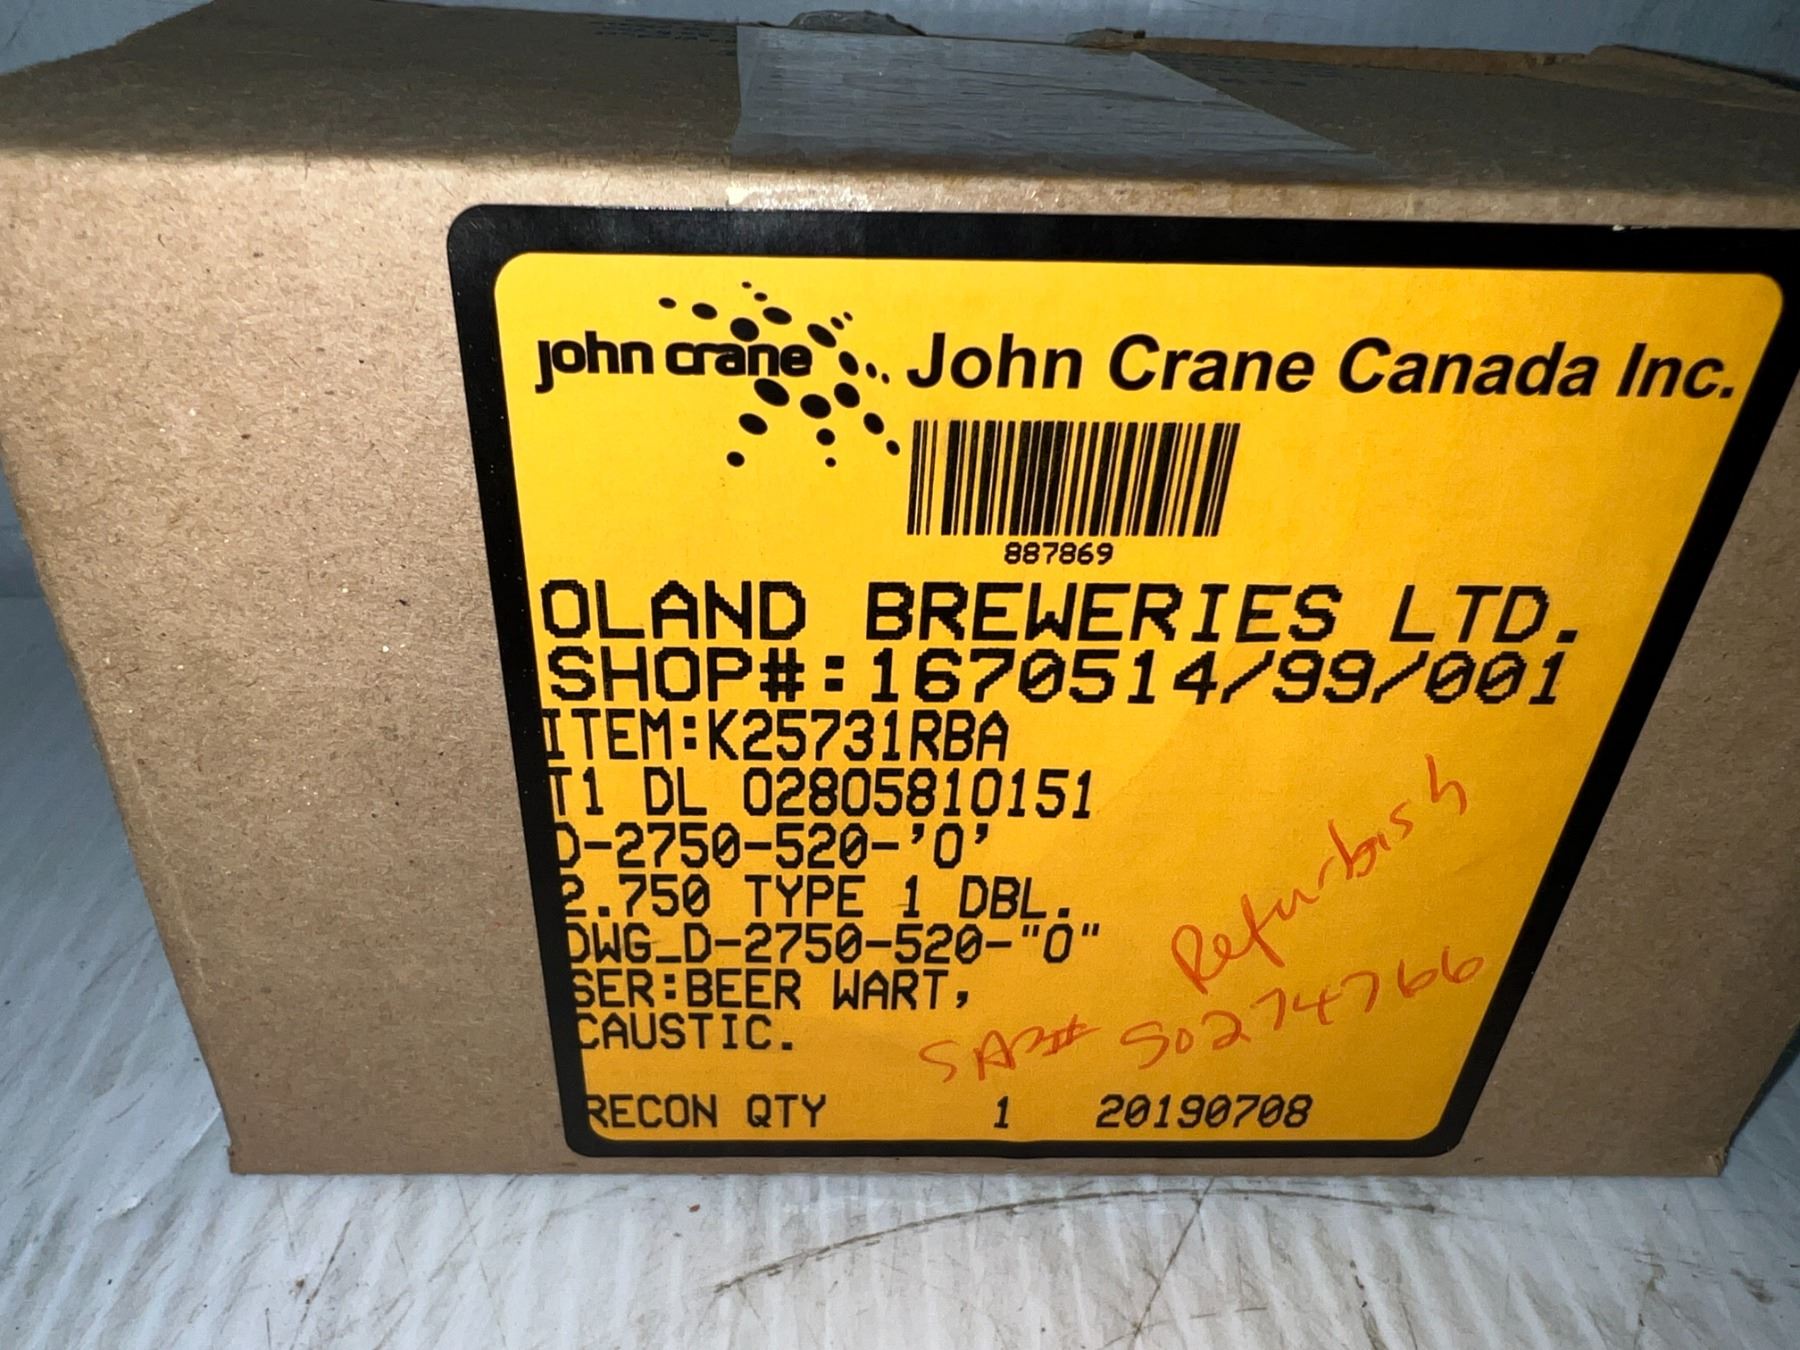 john crane
John Crane Canada Inc.
887869
OLAND BREWERIES LTD.
SHOP#:1670514/99/001
ITEM:K25731RBA
T1 DL 02805810151
D-2750-520-'O'
2.750 TYPE 1 DBL.
DWG_D-2750-520-"O"
SER:BEER WART,
CAUSTIC.
Refurbish
SAP# 50274766
RECON QTY 1 20190708